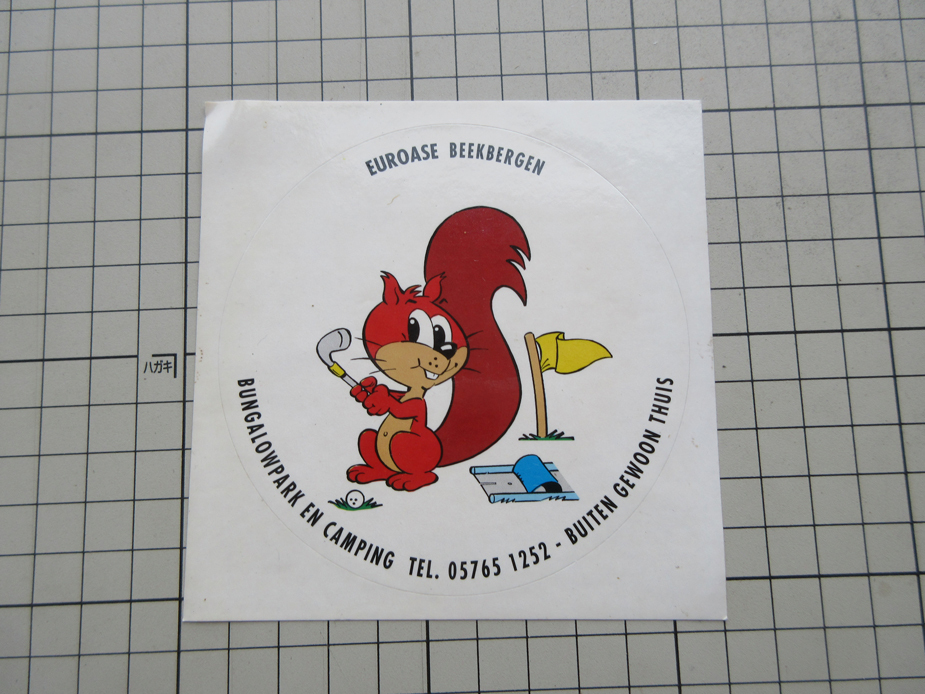 EUROASE BEEKBERGEN
BUNGALOWPARK EN CAMPING TEL. 05765 1252 - BUITEN GEWOON THUIS
ハガキ